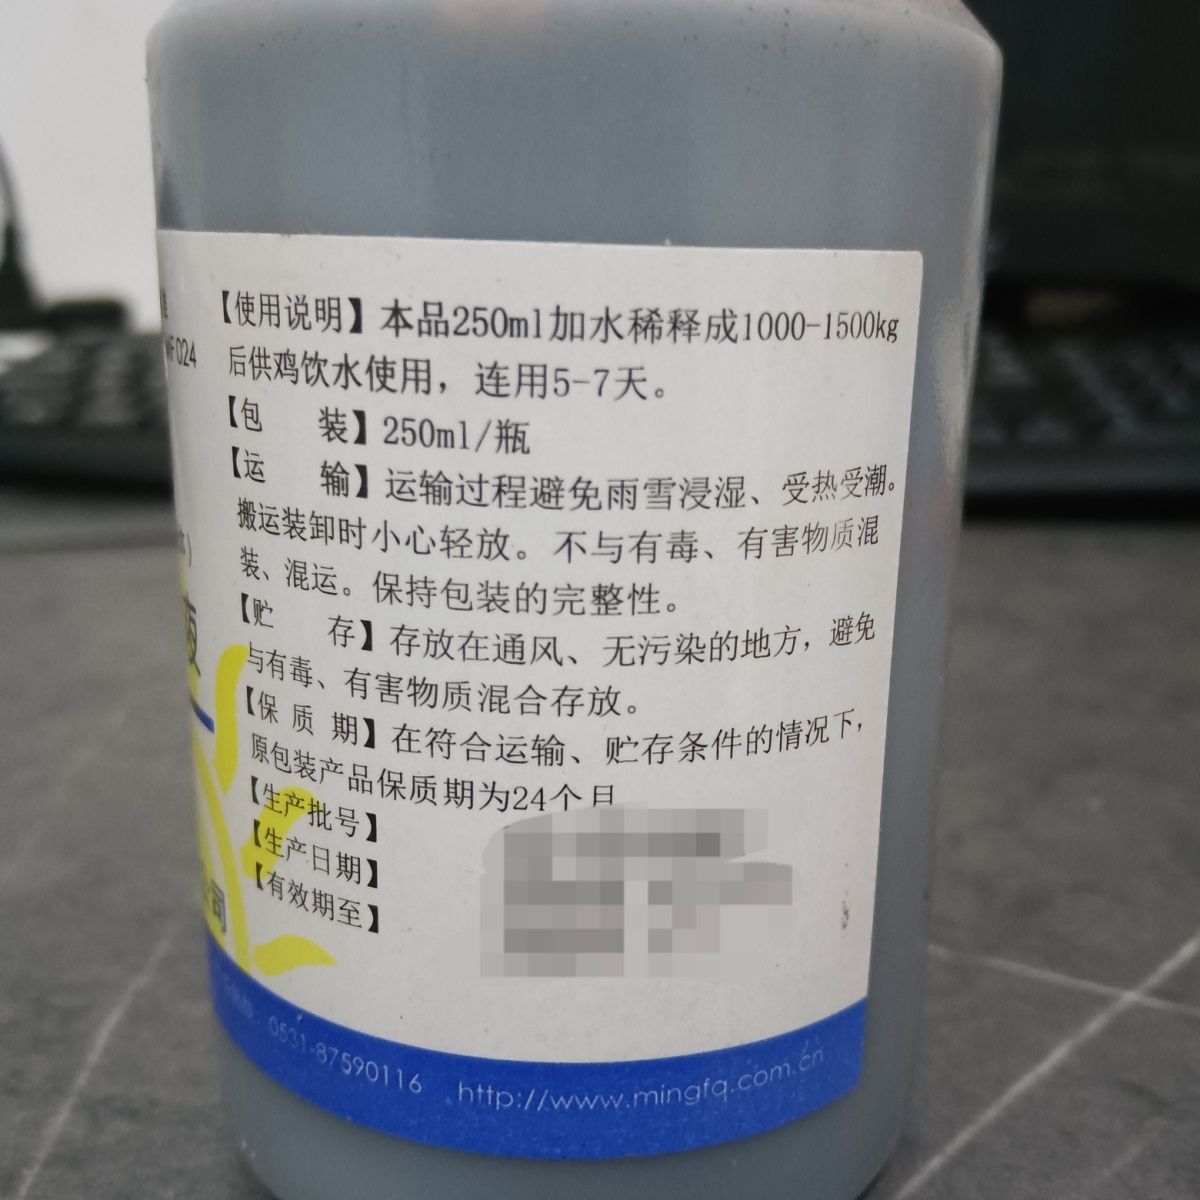 【使用说明】本品250ml加水稀释成1000-1500kg
后供鸡饮水使用，连用5-7天。
【包 装】250ml/瓶
【运 输】运输过程避免雨雪浸湿、受热受潮。
搬运装卸时小心轻放。不与有毒、有害物质混
装、混运。保持包装的完整性。
【贮 存】存放在通风、无污染的地方，避免
与有毒、有害物质混合存放。
【保 质 期】在符合运输、贮存条件的情况下，
原包装产品保质期为24个月
【生产批号】
【生产日期】
【有效期至】
024
液
公司
0531-87590116 http://www.mingfq.com.cn